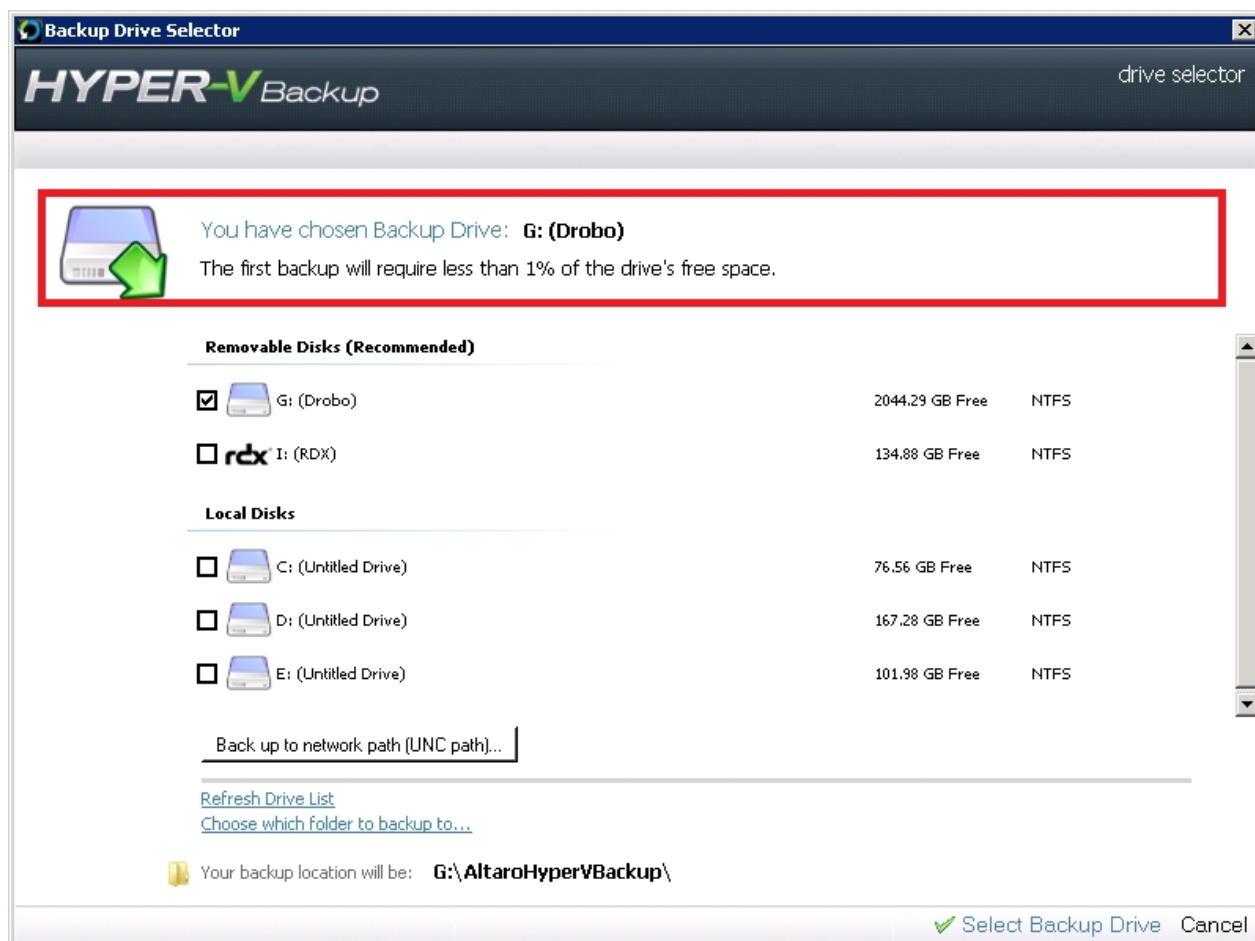 Backup Drive Selector
HYPER-V Backup
drive selector
You have chosen Backup Drive: G: (Drobo)
The first backup will require less than 1% of the drive's free space.
Removable Disks (Recommended)
G: (Drobo) 2044.29 GB Free NTFS
rdx I: (RDX) 134.88 GB Free NTFS
Local Disks
C: (Untitled Drive) 76.56 GB Free NTFS
D: (Untitled Drive) 167.28 GB Free NTFS
E: (Untitled Drive) 101.98 GB Free NTFS
Back up to network path (UNC path)...
Refresh Drive List
Choose which folder to backup to...
Your backup location will be: G:\AltaroHyperVBackup\
Select Backup Drive Cancel